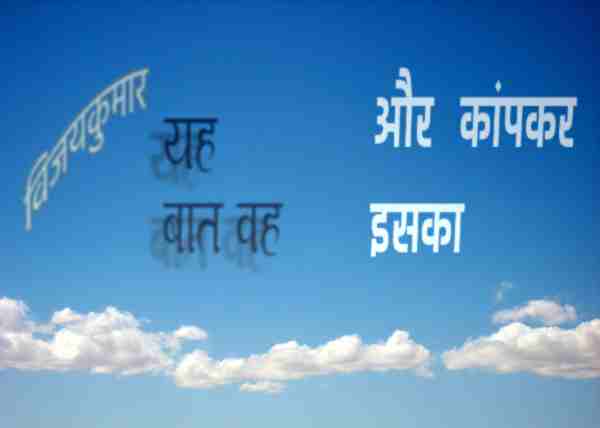 विजयकुमार
यह
बात वह
और कांपकर
इसका